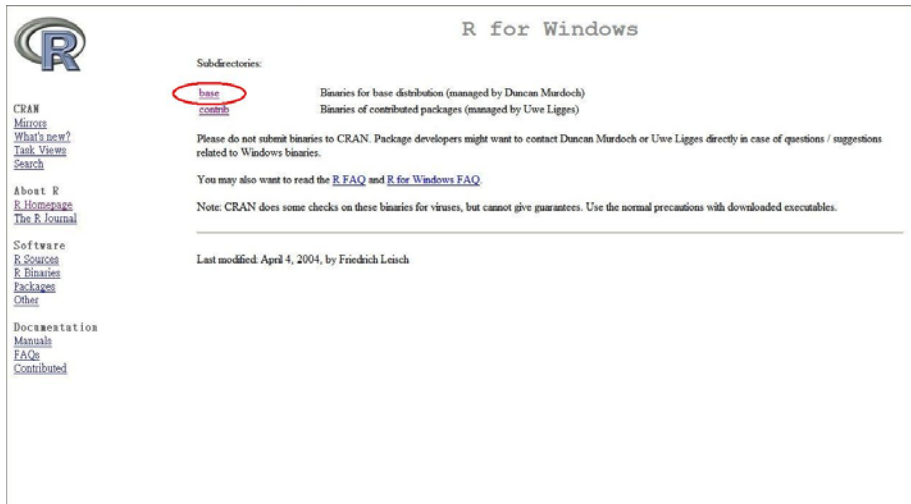 R
CRAN
Mirrors
What's new?
Task Views
Search
About R
R Homepage
The R Journal
Software
R Sources
R Binaries
Packages
Other
Documentation
Manuals
FAQs
Contributed
R for Windows
Subdirectories:
base Binaries for base distribution (managed by Duncan Murdoch)
contrib Binaries of contributed packages (managed by Uwe Ligges)
Please do not submit binaries to CRAN. Package developers might want to contact Duncan Murdoch or Uwe Ligges directly in case of questions / suggestions
related to Windows binaries.
You may also want to read the R FAQ and R for Windows FAQ.
Note: CRAN does some checks on these binaries for viruses, but cannot give guarantees. Use the normal precautions with downloaded executables.
Last modified: April 4, 2004, by Friedrich Leisch